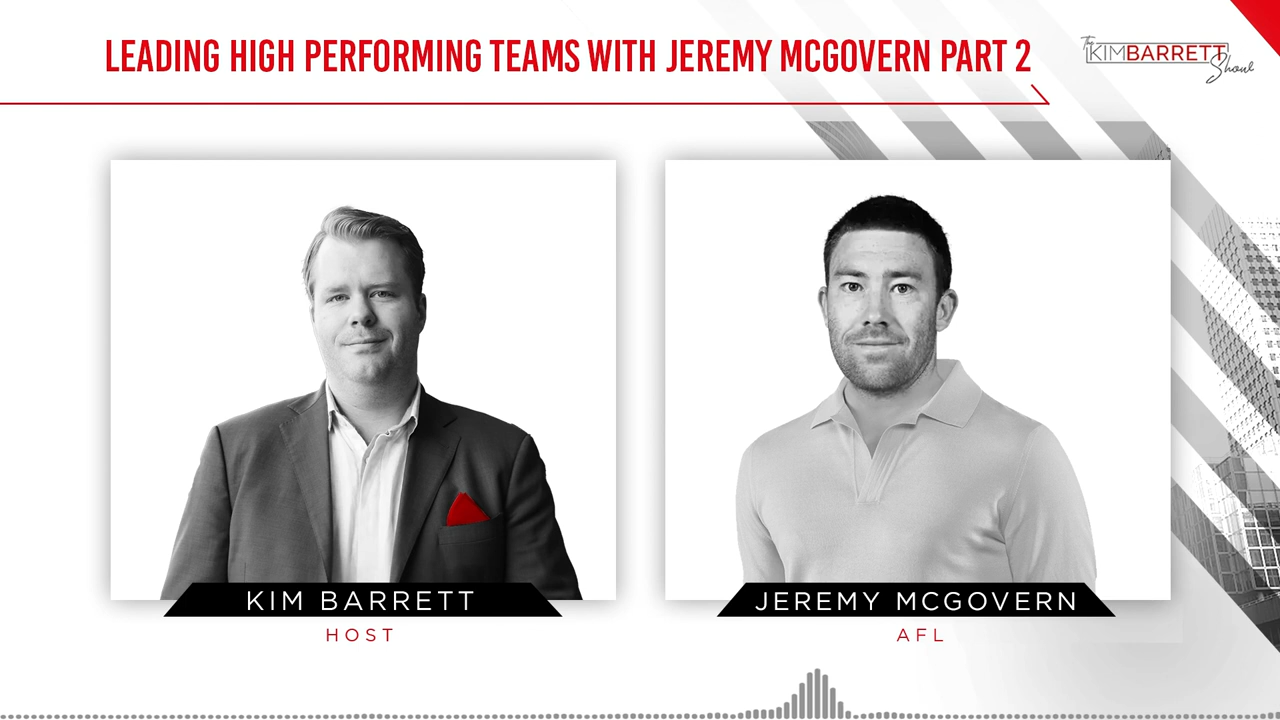 LEADING HIGH PERFORMING TEAMS WITH JEREMY MCGOVERN PART 2
The
KIMBARRETT
Show
KIM BARRETT
HOST
JEREMY MCGOVERN
AFL